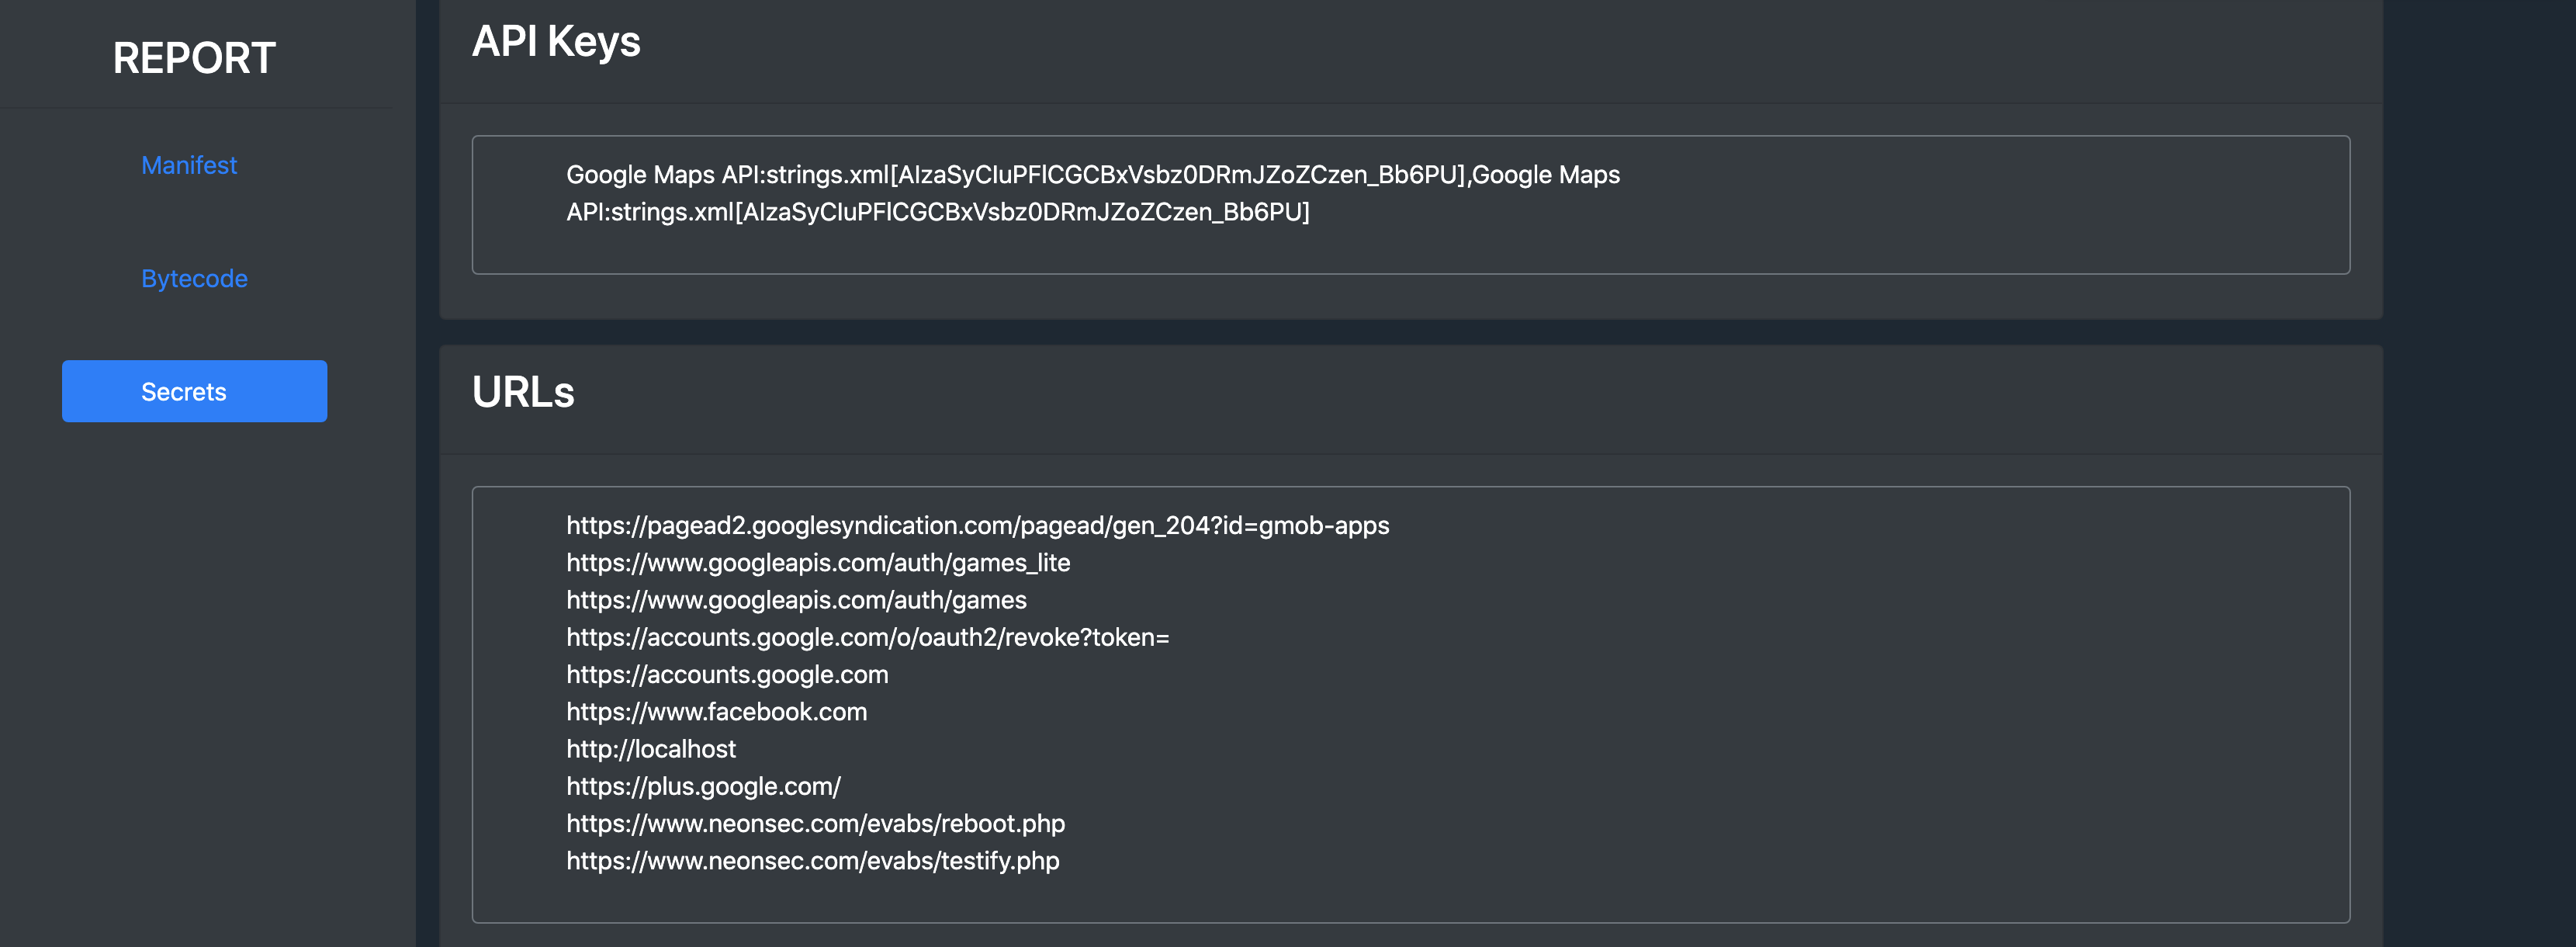 REPORT
Manifest
Bytecode
Secrets
API Keys
Google Maps API:strings.xml[AIzaSyCIuPFlCGCBxVsbz0DRmJZoZCzen_Bb6PU],Google Maps
API:strings.xml[AIzaSyCIuPFlCGCBxVsbz0DRmJZoZCzen_Bb6PU]
URLs
https://pagead2.googlesyndication.com/pagead/gen_204?id=gmob-apps
https://www.googleapis.com/auth/games_lite
https://www.googleapis.com/auth/games
https://accounts.google.com/o/oauth2/revoke?token=
https://accounts.google.com
https://www.facebook.com
http://localhost
https://plus.google.com/
https://www.neonsec.com/evabs/reboot.php
https://www.neonsec.com/evabs/testify.php